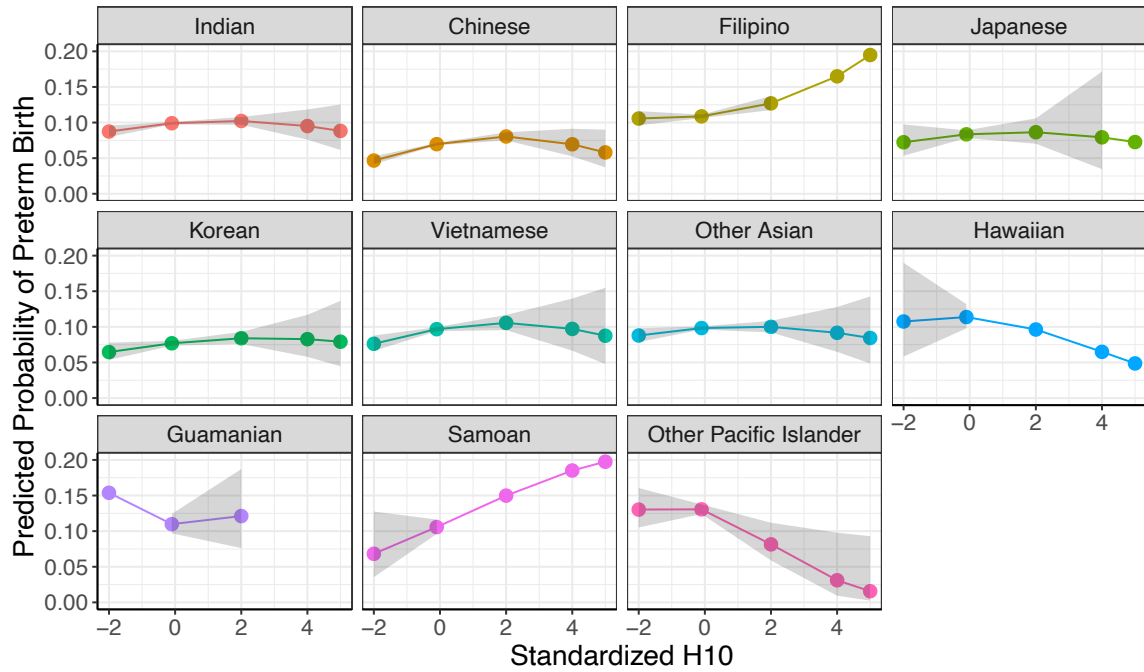 Predicted Probability of Preterm Birth
Indian Chinese Filipino Japanese
0.20
0.15
0.10
0.05
0.00
Korean Vietnamese Other Asian Hawaiian
0.20
0.15
0.10
0.05
0.00
−2 0 2 4
Guamanian Samoan Other Pacific Islander
0.20
0.15
0.10
0.05
0.00
−2 0 2 4 −2 0 2 4 −2 0 2 4
Standardized H10